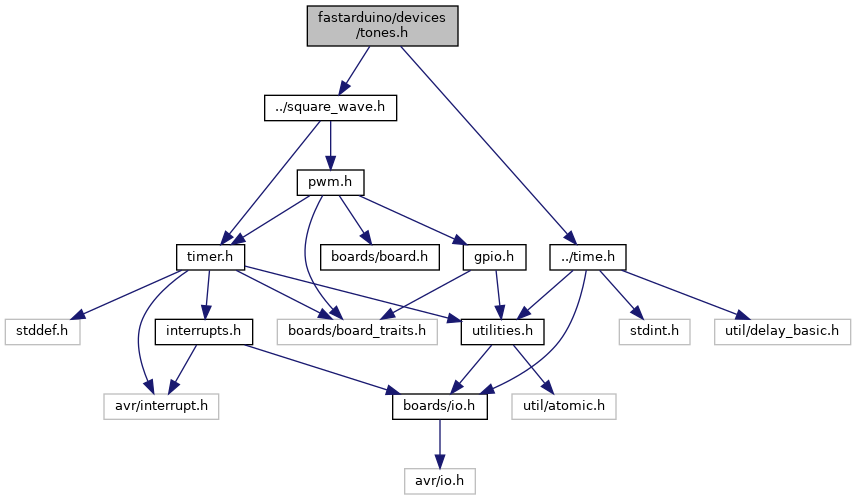 fastarduino/devices
/tones.h
../square_wave.h
pwm.h
timer.h
boards/board.h
gpio.h
../time.h
stddef.h
interrupts.h
boards/board_traits.h
utilities.h
stdint.h
util/delay_basic.h
avr/interrupt.h
boards/io.h
util/atomic.h
avr/io.h